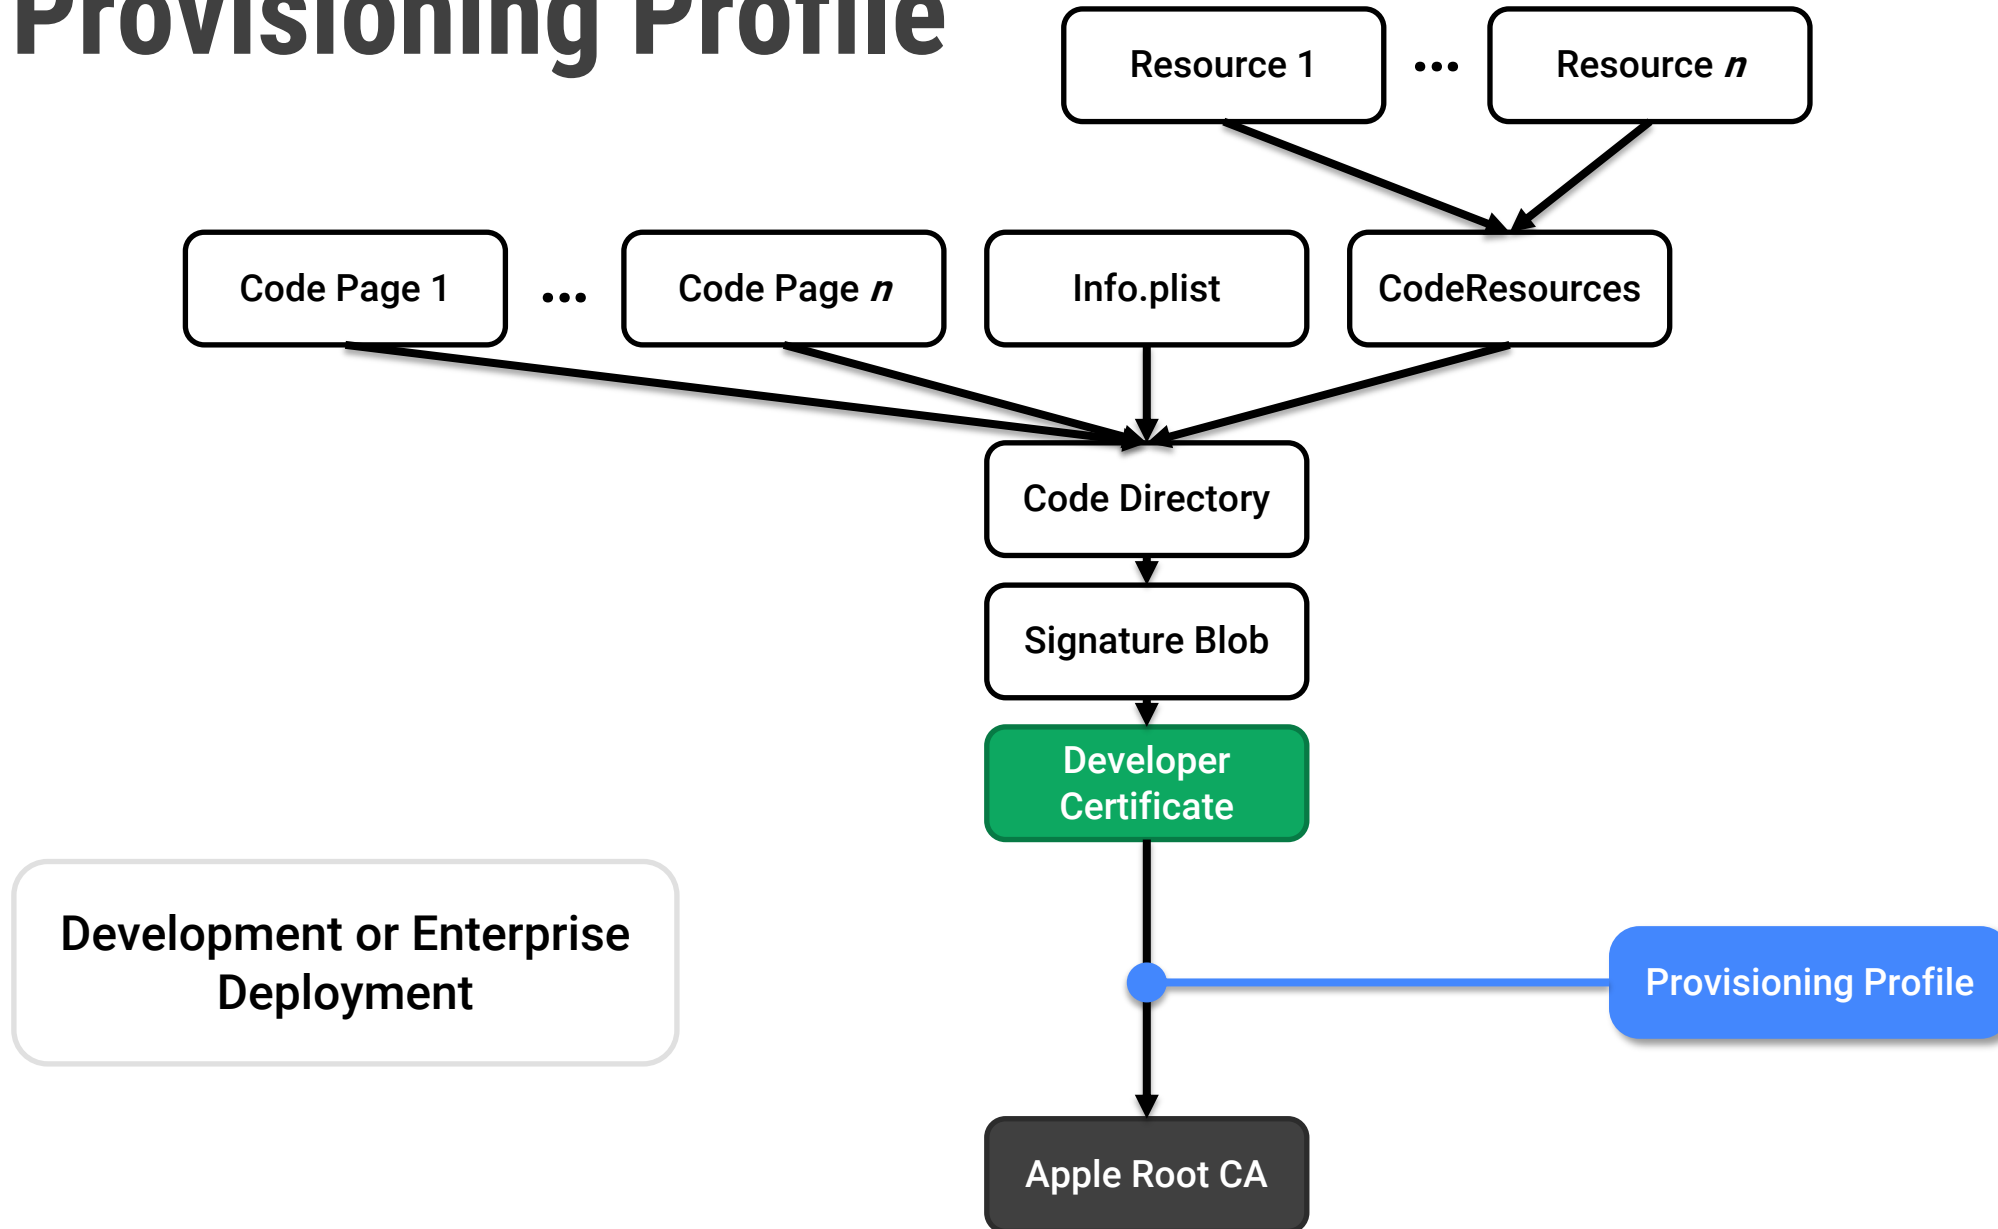 Provisioning Profile
Resource 1
...
Resource n
Code Page 1
...
Code Page n
Info.plist
CodeResources
Code Directory
Signature Blob
Developer
Certificate
Development or Enterprise
Deployment
Provisioning Profile
Apple Root CA